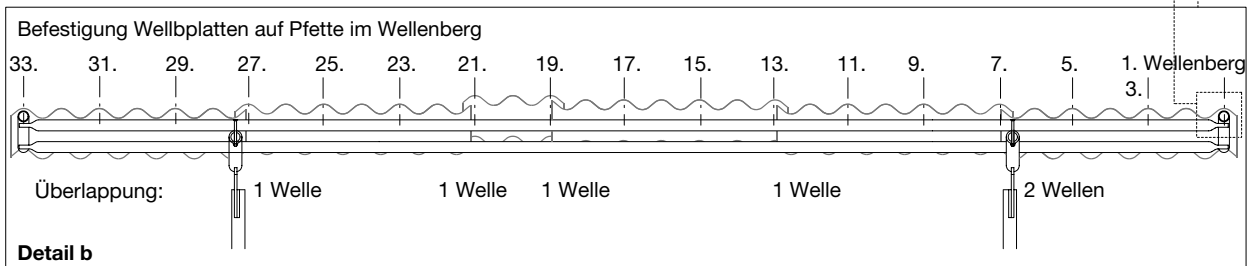 Befestigung Wellbplatten auf Pfette im Wellenberg
33. 31. 29. 27. 25. 23. 21. 19. 17. 15. 13. 11. 9. 7. 5. 1. Wellenberg
3.
Überlappung: 1 Welle 1 Welle 1 Welle 1 Welle 2 Wellen
Detail b